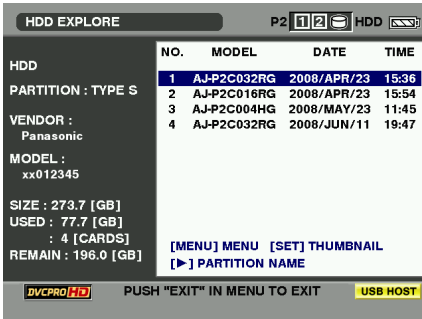 HDD EXPLORE
P2 1 2 HDD
HDD
PARTITION : TYPE S
VENDOR :
Panasonic
MODEL :
xx012345
SIZE : 273.7 [GB]
USED : 77.7 [GB]
: 4 [CARDS]
REMAIN : 196.0 [GB]
NO. MODEL DATE TIME
1 AJ-P2C032RG 2008/APR/23 15:36
2 AJ-P2C016RG 2008/APR/23 15:54
3 AJ-P2C004HG 2008/MAY/23 11:45
4 AJ-P2C032RG 2008/JUN/11 19:47
[MENU] MENU [SET] THUMBNAIL
[▶] PARTITION NAME
DVCPRO HD PUSH "EXIT" IN MENU TO EXIT USB HOST